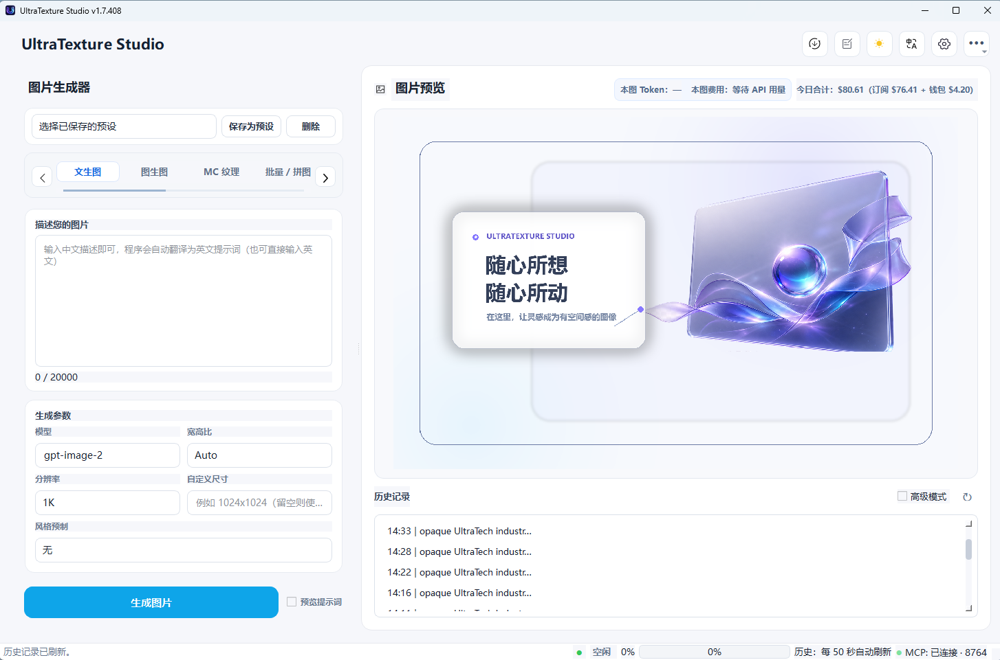 UltraTexture Studio v1.7.408
UltraTexture Studio
图片生成器
选择已保存的预设
保存为预设
删除
文生图
图生图
MC 纹理
批量 / 拼图
描述您的图片
输入中文描述即可，程序会自动翻译为英文提示词（也可直接输入英
文）
0 / 20000
生成参数
模型
宽高比
gpt-image-2
Auto
分辨率
自定义尺寸
1K
例如 1024x1024（留空则使...
风格预制
无
生成图片
预览提示词
图片预览
本图 Token：— 本图费用：等待 API 用量
今日合计：$80.61（订阅 $76.41 + 钱包 $4.20)
ULTRATEXTURE STUDIO
随心所想
随心所动
在这里，让灵感成为有空间感的图像
历史记录
高级模式
14:33 | opaque UltraTech industr...
14:28 | opaque UltraTech industr...
14:22 | opaque UltraTech industr...
14:16 | opaque UltraTech industr...
历史记录已刷新。
空闲
0%
0%
历史：每 50 秒自动刷新
MCP: 已连接 · 8764